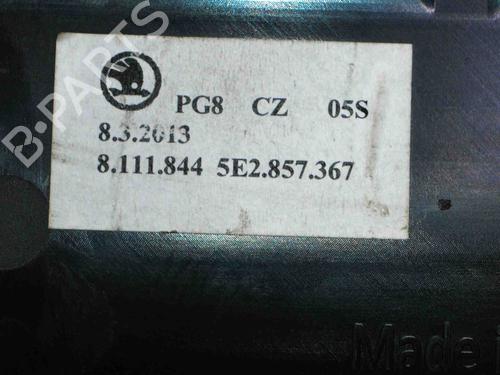 PG8 CZ 05S
8.3.2013
8.111.844 5E2.857.367
Made
B-PARTS